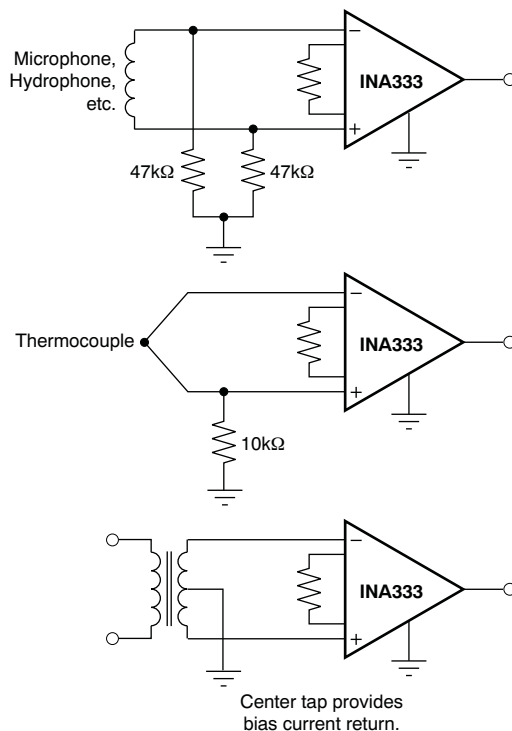 Microphone,
Hydrophone,
etc.
−
+
INA333
47kΩ
47kΩ
Thermocouple
−
+
INA333
10kΩ
−
+
INA333
Center tap provides
bias current return.